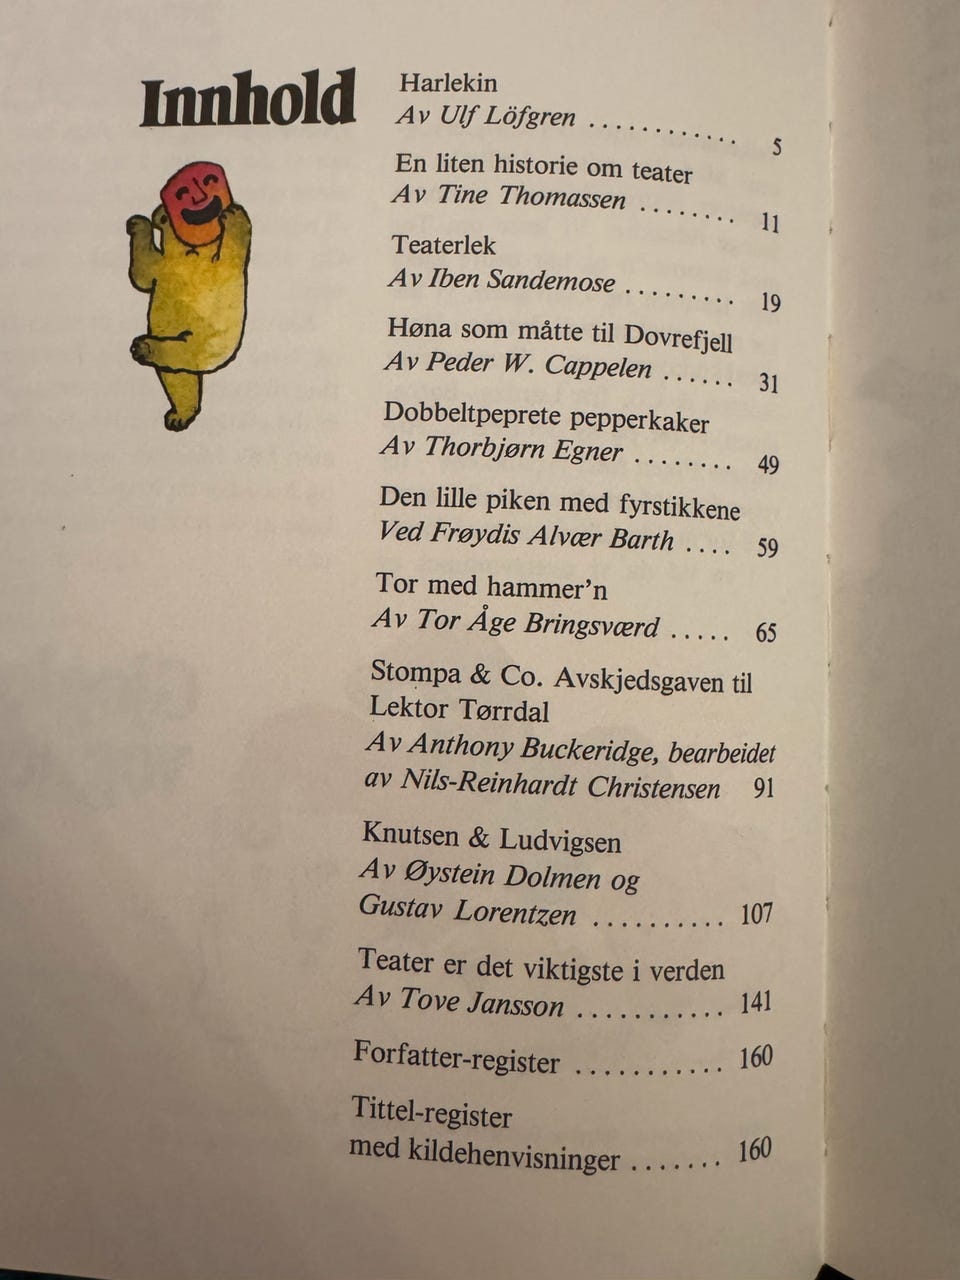 Innhold
Harlekin
Av Ulf Löfgren ............ 5
En liten historie om teater
Av Tine Thomassen ........ 11
Teaterlek
Av Iben Sandemose ......... 19
Høna som måtte til Dovrefjell
Av Peder W. Cappelen ...... 31
Dobbeltpeprete pepperkaker
Av Thorbjørn Egner ........ 49
Den lille piken med fyrstikkene
Ved Frøydis Alvær Barth .... 59
Tor med hammer'n
Av Tor Åge Bringsværd ..... 65
Stompa & Co. Avskjedsgaven til
Lektor Tørrdal
Av Anthony Buckeridge, bearbeidet
av Nils-Reinhardt Christensen 91
Knutsen & Ludvigsen
Av Øystein Dolmen og
Gustav Lorentzen .......... 107
Teater er det viktigste i verden
Av Tove Jansson ........... 141
Forfatter-register ........... 160
Tittel-register
med kildehenvisninger ....... 160